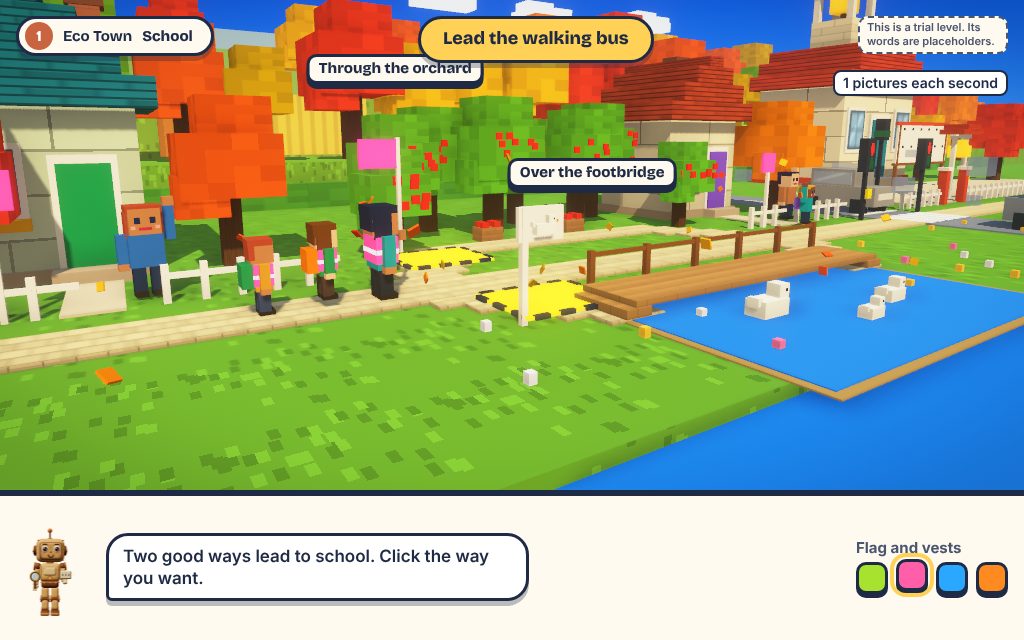 1 Eco Town School
Lead the walking bus
This is a trial level. Its
words are placeholders.
Through the orchard
1 pictures each second
Over the footbridge
Two good ways lead to school. Click the way
you want.
Flag and vests